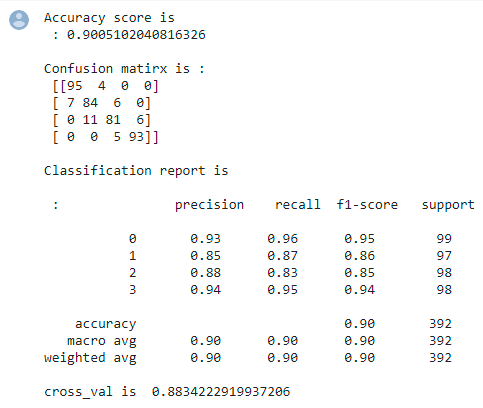 Accuracy score is
: 0.9005102040816326
Confusion matirx is :
[[95 4 0 0]
[ 7 84 6 0]
[ 0 11 81 6]
[ 0 0 5 93]]
Classification report is
: precision recall f1-score support
0 0.93 0.96 0.95 99
1 0.85 0.87 0.86 97
2 0.88 0.83 0.85 98
3 0.94 0.95 0.94 98
accuracy 0.90 392
macro avg 0.90 0.90 0.90 392
weighted avg 0.90 0.90 0.90 392
cross_val is 0.8834222919937206